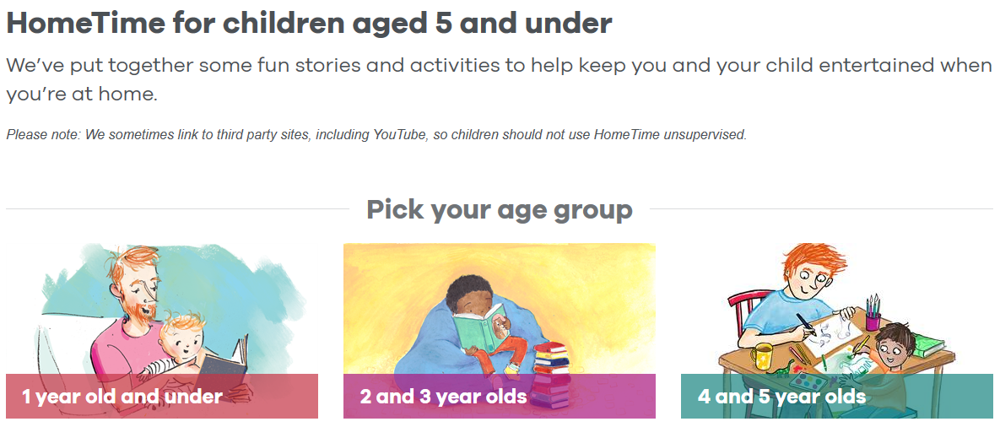 HomeTime for children aged 5 and under
We’ve put together some fun stories and activities to help keep you and your child entertained when
you’re at home.
Please note: We sometimes link to third party sites, including YouTube, so children should not use HomeTime unsupervised.
Pick your age group
1 year old and under
2 and 3 year olds
4 and 5 year olds